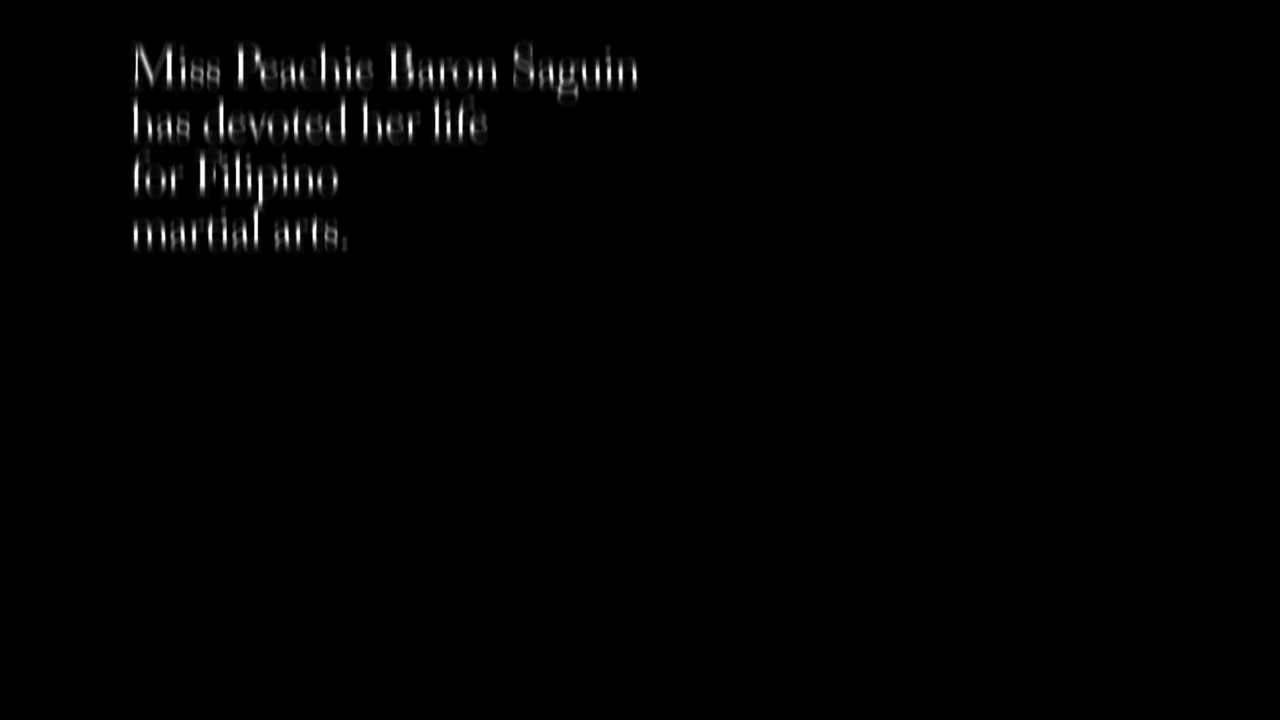 Miss Peachie Baron Saguin
has devoted her life
for Filipino
martial arts.